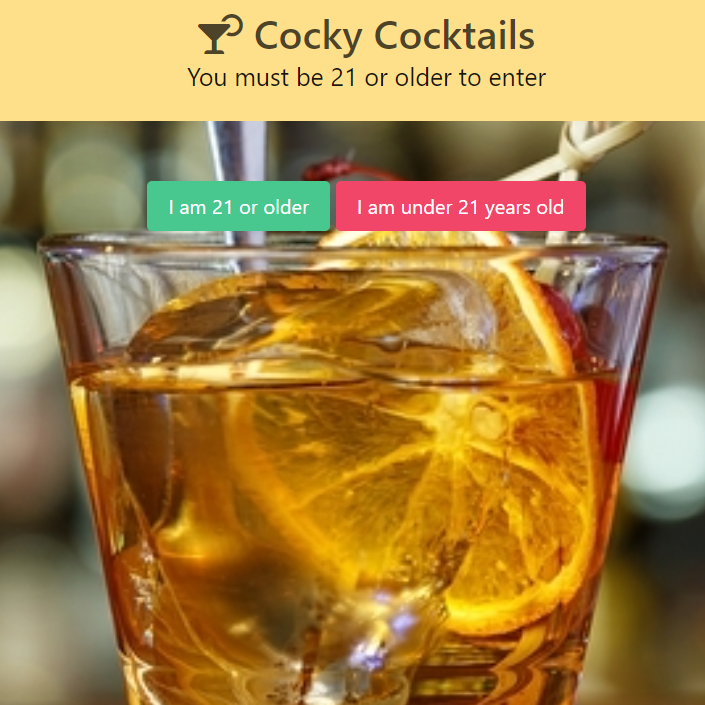 Cocky Cocktails
You must be 21 or older to enter
I am 21 or older
I am under 21 years old